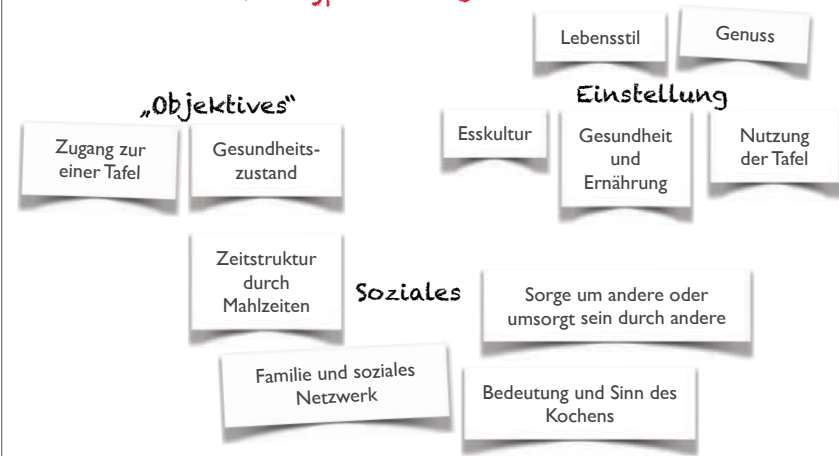 Lebensstil
Genuss
„Objektives“
Einstellung
Zugang zur
einer Tafel
Gesundheits-
zustand
Esskultur
Gesundheit
und
Ernährung
Nutzung
der Tafel
Zeitstruktur
durch
Mahlzeiten
Soziales
Sorge um andere oder
umsorgt sein durch andere
Familie und soziales
Netzwerk
Bedeutung und Sinn des
Kochens